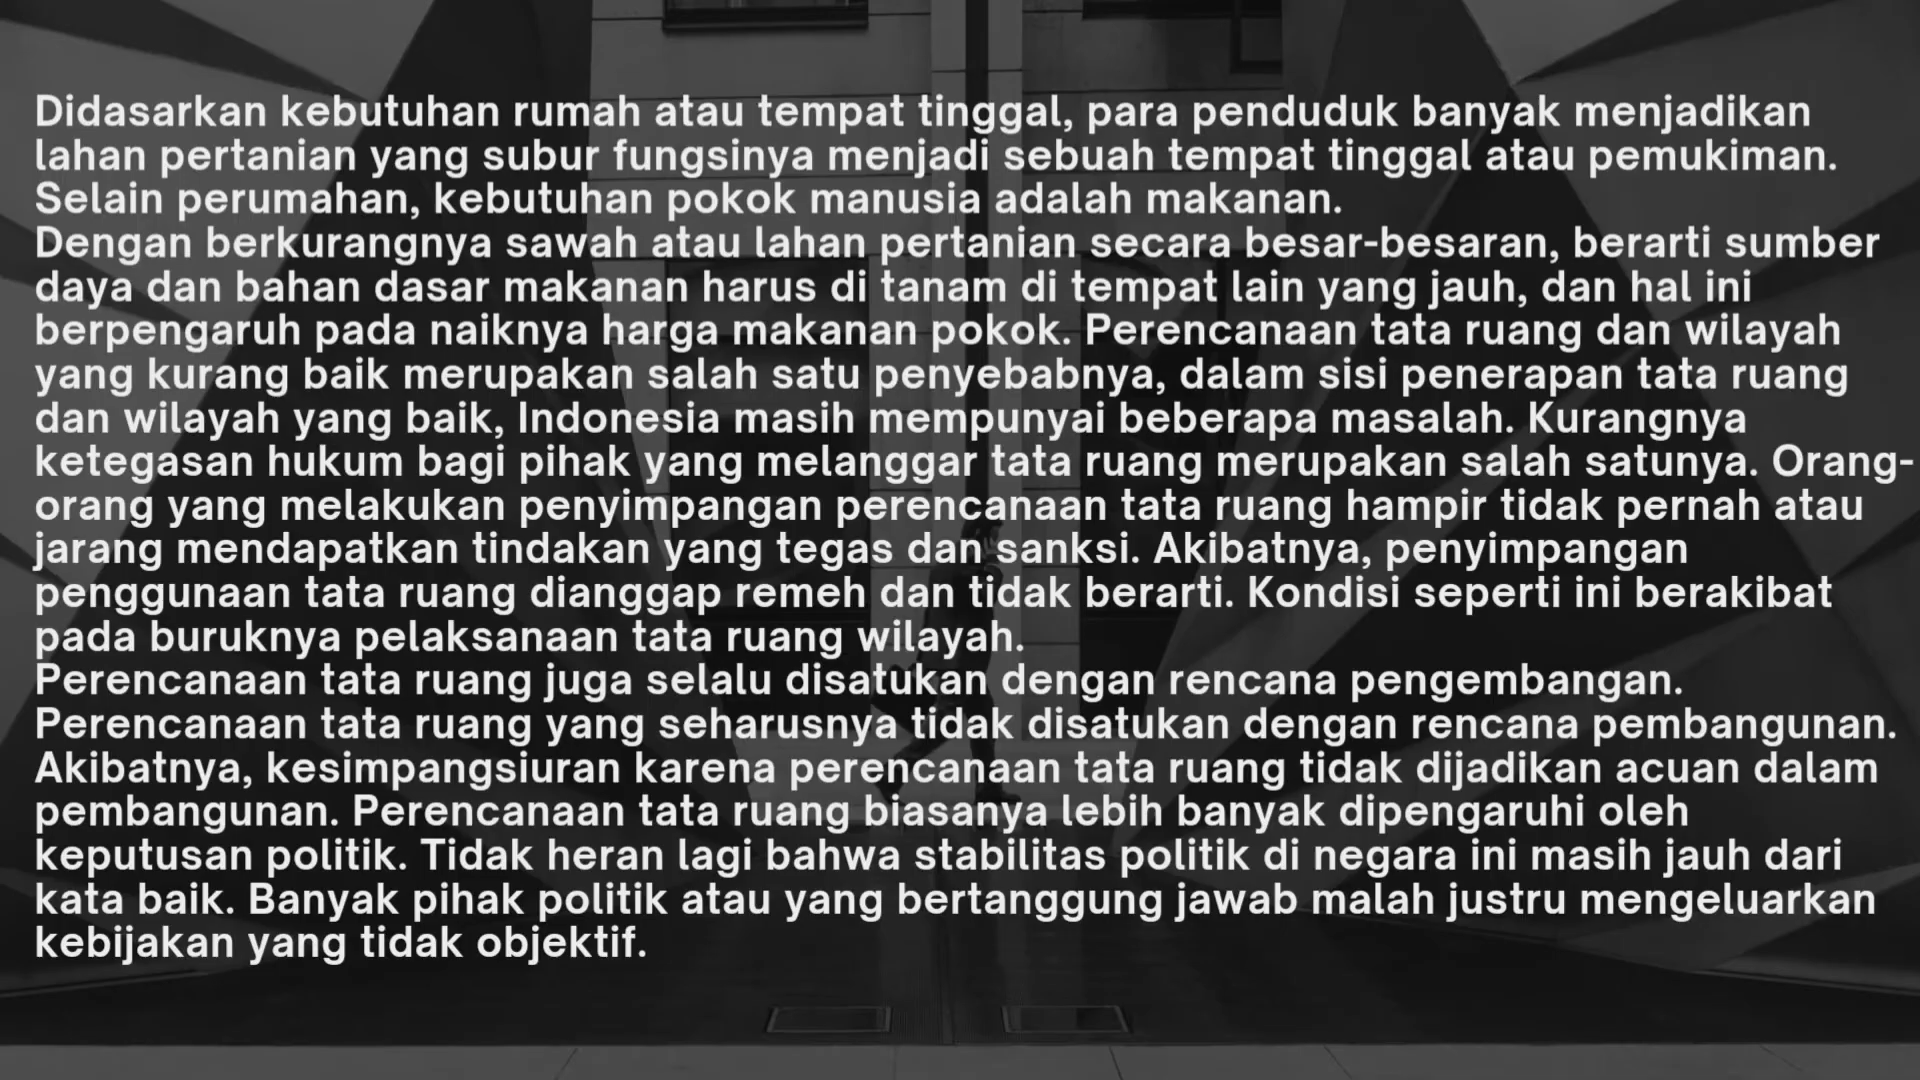 Didasarkan kebutuhan rumah atau tempat tinggal, para penduduk banyak menjadikan
lahan pertanian yang subur fungsinya menjadi sebuah tempat tinggal atau pemukiman.
Selain perumahan, kebutuhan pokok manusia adalah makanan.
Dengan berkurangnya sawah atau lahan pertanian secara besar-besaran, berarti sumber
daya dan bahan dasar makanan harus di tanam di tempat lain yang jauh, dan hal ini
berpengaruh pada naiknya harga makanan pokok. Perencanaan tata ruang dan wilayah
yang kurang baik merupakan salah satu penyebabnya, dalam sisi penerapan tata ruang
dan wilayah yang baik, Indonesia masih mempunyai beberapa masalah. Kurangnya
ketegasan hukum bagi pihak yang melanggar tata ruang merupakan salah satunya. Orang-
orang yang melakukan penyimpangan perencanaan tata ruang hampir tidak pernah atau
jarang mendapatkan tindakan yang tegas dan sanksi. Akibatnya, penyimpangan
penggunaan tata ruang dianggap remeh dan tidak berarti. Kondisi seperti ini berakibat
pada buruknya pelaksanaan tata ruang wilayah.
Perencanaan tata ruang juga selalu disatukan dengan rencana pengembangan.
Perencanaan tata ruang yang seharusnya tidak disatukan dengan rencana pembangunan.
Akibatnya, kesimpangsiuran karena perencanaan tata ruang tidak dijadikan acuan dalam
pembangunan. Perencanaan tata ruang biasanya lebih banyak dipengaruhi oleh
keputusan politik. Tidak heran lagi bahwa stabilitas politik di negara ini masih jauh dari
kata baik. Banyak pihak politik atau yang bertanggung jawab malah justru mengeluarkan
kebijakan yang tidak objektif.